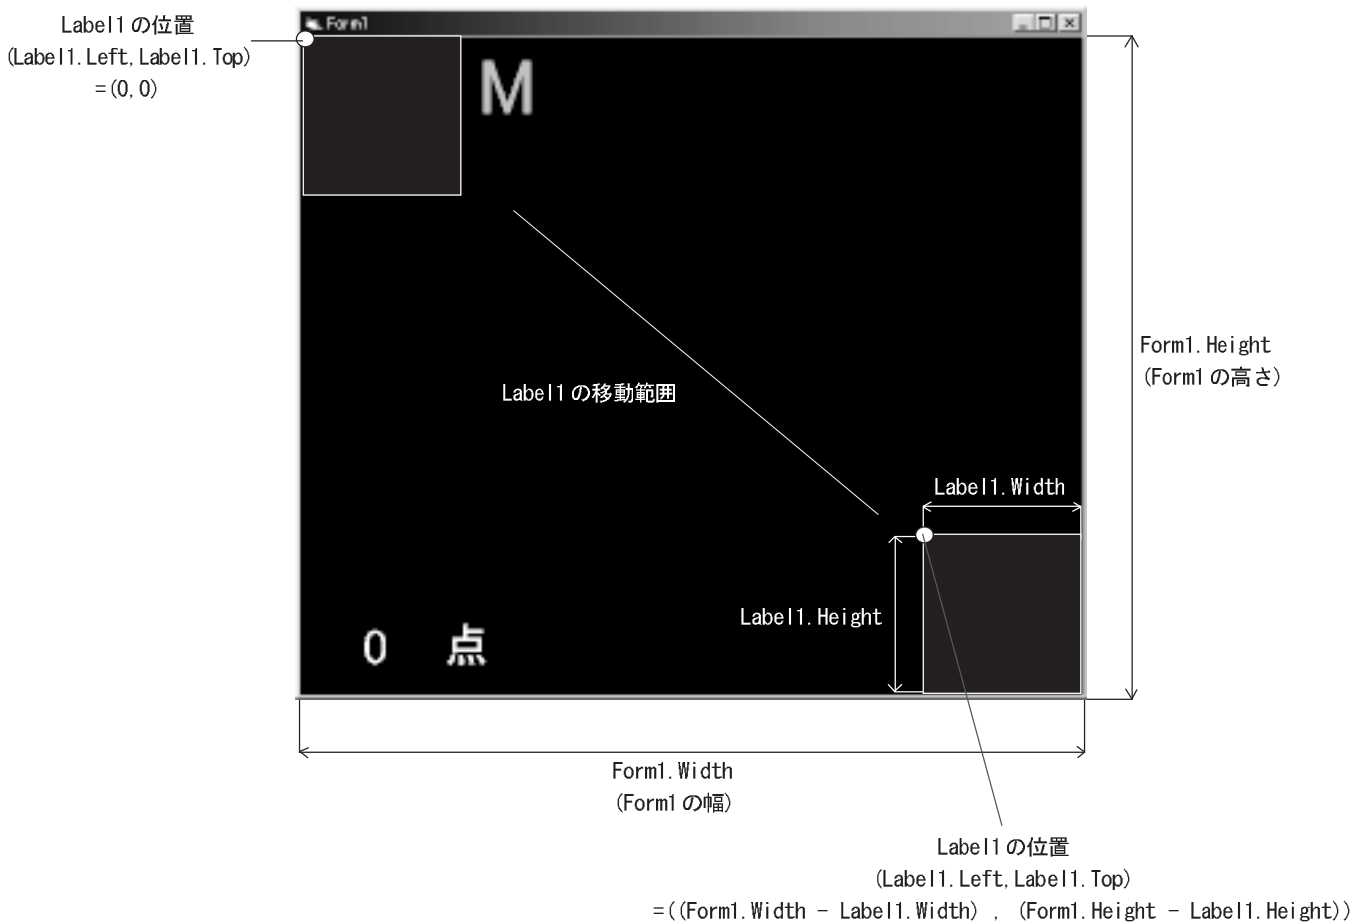 Label1の位置
(Label1.Left,Label1.Top)
=(0,0)
Form1
M
Form1.Height
(Form1の高さ)
Label1の移動範囲
Label1.Width
Label1.Height
0 点
Form1.Width
(Form1の幅)
Label1の位置
(Label1.Left,Label1.Top)
=((Form1.Width - Label1.Width) , (Form1.Height - Label1.Height))